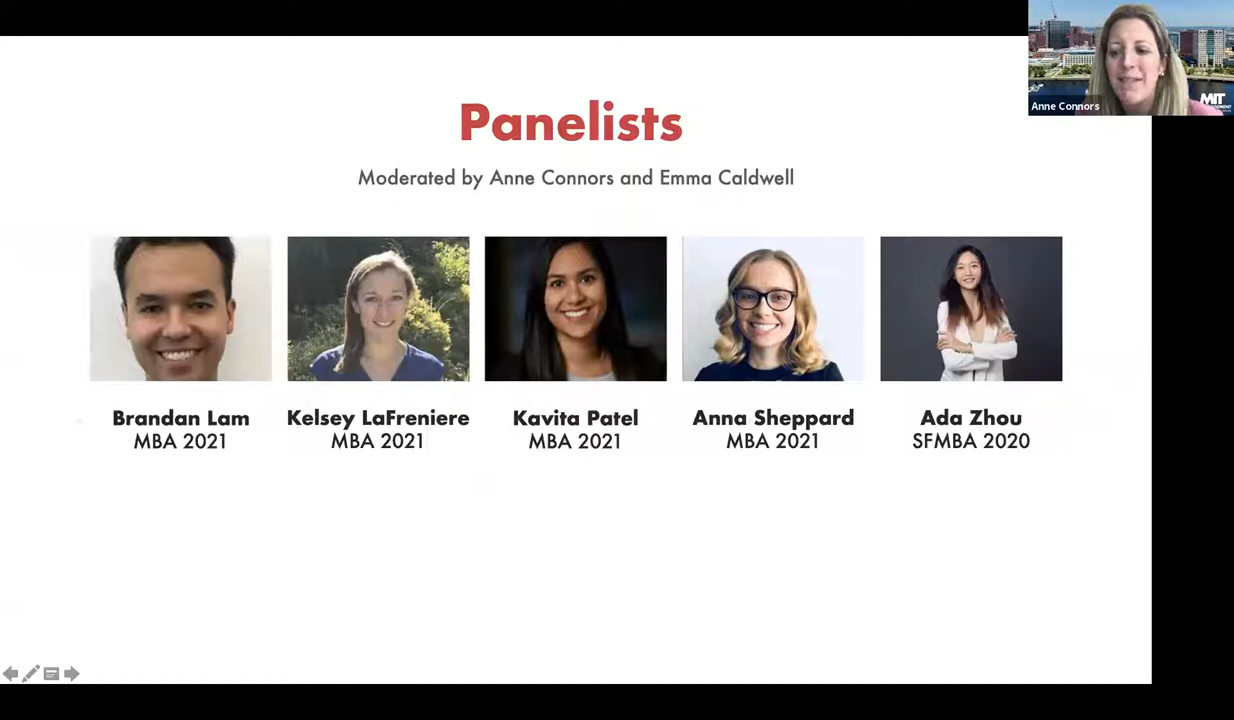 Panelists
Moderated by Anne Connors and Emma Caldwell
Brandan Lam
MBA 2021
Kelsey LaFreniere
MBA 2021
Kavita Patel
MBA 2021
Anna Sheppard
MBA 2021
Ada Zhou
SFMBA 2020
Anne Connors
MIT